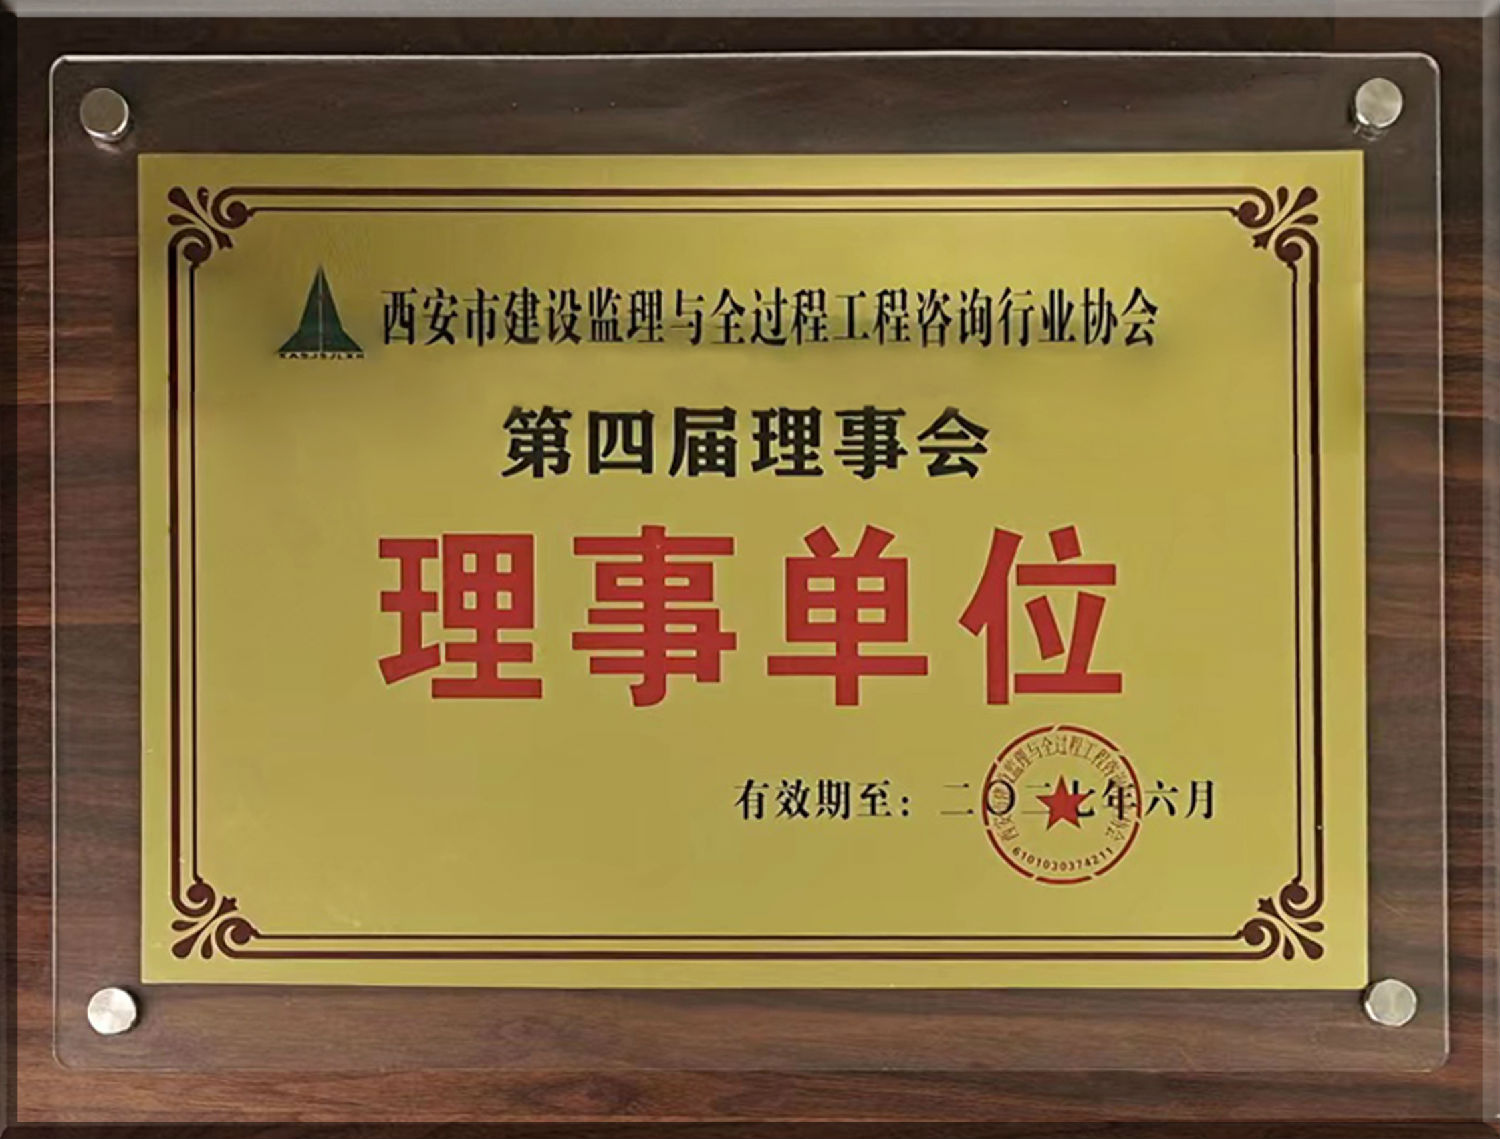 西安市建设监理与全过程工程咨询行业协会
XASJSJLXH
第四届理事会
理事单位
有效期至：二〇二七年六月
6101030374211